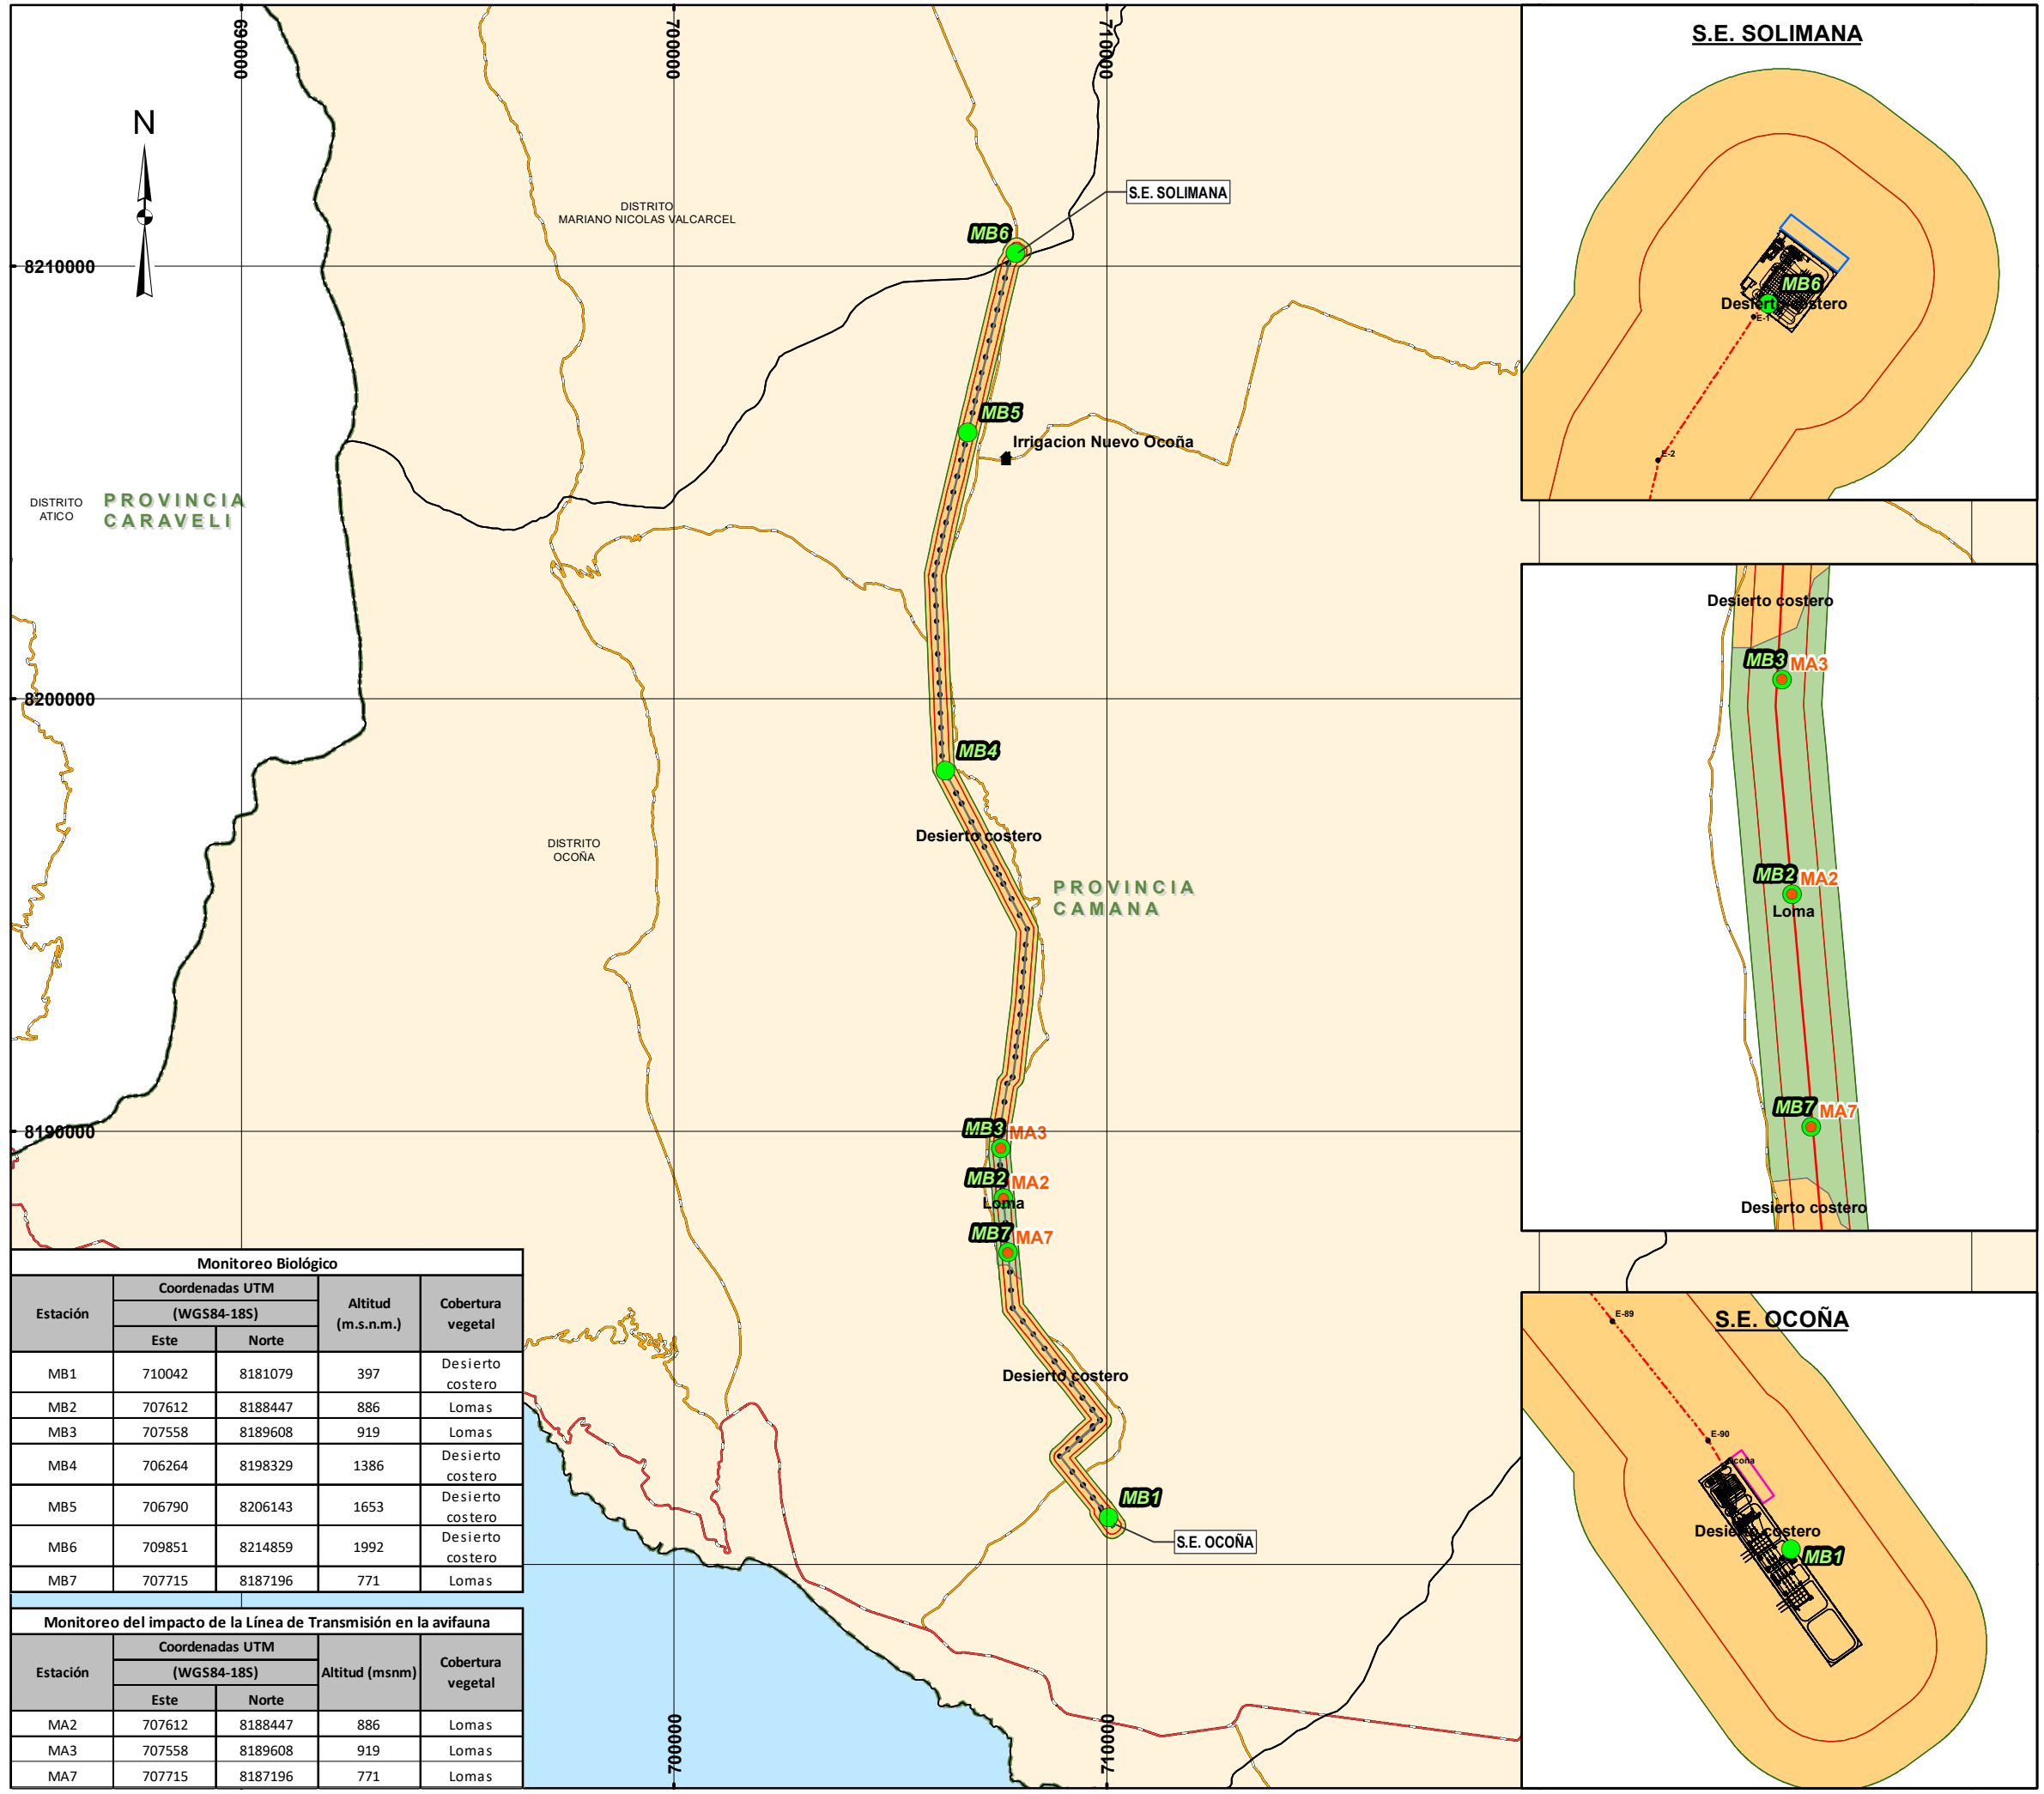 690000
700000
710000
N
DISTRITO
MARIANO NICOLAS VALCARCEL
S.E. SOLIMANA
MB6
8210000
MB5
Irrigacion Nuevo Ocoña
DISTRITO
ATICO
PROVINCIA
CARAVELI
8200000
MB4
Desierto costero
DISTRITO
OCOÑA
PROVINCIA
CAMANA
8190000
MB3 MA3
MB2 MA2
Loma
MB7 MA7
Desierto costero
MB1
S.E. OCOÑA
700000
710000
Monitoreo Biológico
Estación Coordenadas UTM Altitud (m.s.n.m.) Cobertura vegetal
(WGS84-18S)
Este Norte
MB1 710042 8181079 397 Desierto costero
MB2 707612 8188447 886 Lomas
MB3 707558 8189608 919 Lomas
MB4 706264 8198329 1386 Desierto costero
MB5 706790 8206143 1653 Desierto costero
MB6 709851 8214859 1992 Desierto costero
MB7 707715 8187196 771 Lomas
Monitoreo del impacto de la Línea de Transmisión en la avifauna
Estación Coordenadas UTM Altitud (msnm) Cobertura vegetal
(WGS84-18S)
Este Norte
MA2 707612 8188447 886 Lomas
MA3 707558 8189608 919 Lomas
MA7 707715 8187196 771 Lomas
S.E. SOLIMANA
MB6
Desierto costero
E-1
E-2
Desierto costero
MB3 MA3
MB2 MA2
Loma
MB7 MA7
Desierto costero
S.E. OCOÑA
E-89
E-90
Ocoña
Desierto costero
MB1